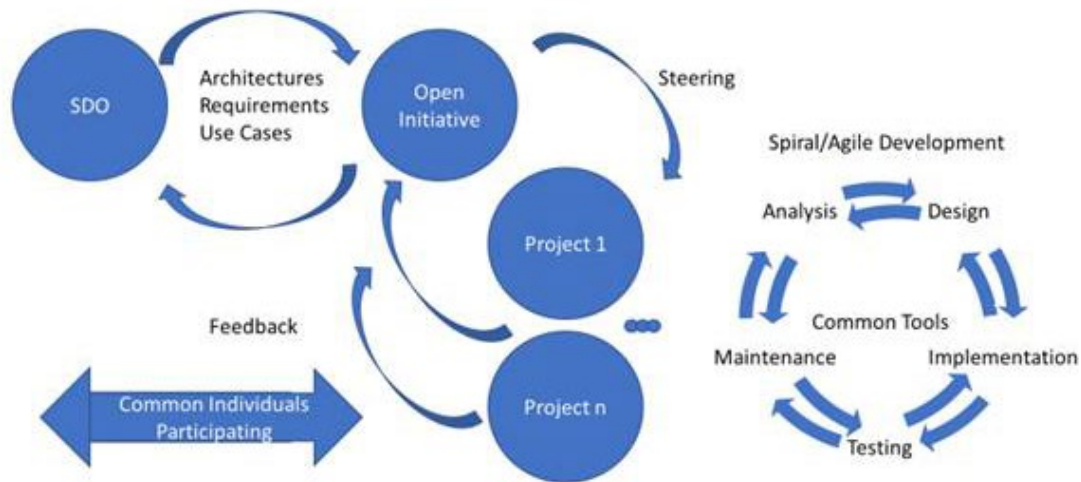 SDO
Architectures
Requirements
Use Cases
Open
Initiative
Steering
Spiral/Agile Development
Analysis
Design
Project 1
Feedback
Common Tools
Maintenance
Implementation
Common Individuals
Participating
Project n
Testing